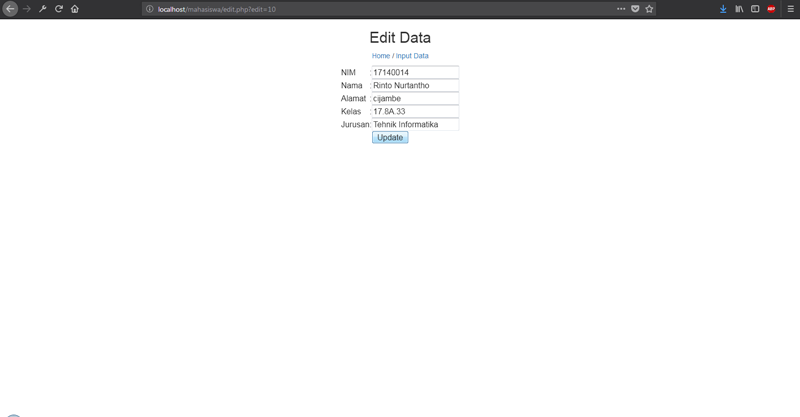 localhost/mahasiswa/edit.php?edit=10
Edit Data
Home / Input Data
NIM : 17140014
Nama : Rinto Nurtantho
Alamat : cijambe
Kelas : 17.8A.33
Jurusan: Tehnik Informatika
Update